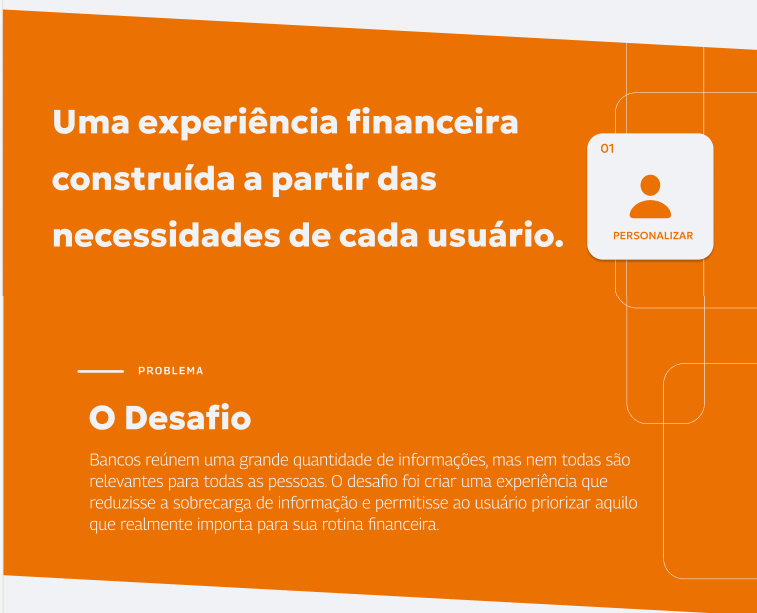 Uma experiência financeira
construída a partir das
necessidades de cada usuário.
01
PERSONALIZAR
PROBLEMA
O Desafio
Bancos reúnem uma grande quantidade de informações, mas nem todas são
relevantes para todas as pessoas. O desafio foi criar uma experiência que
reduzisse a sobrecarga de informação e permitisse ao usuário priorizar aquilo
que realmente importa para sua rotina financeira.